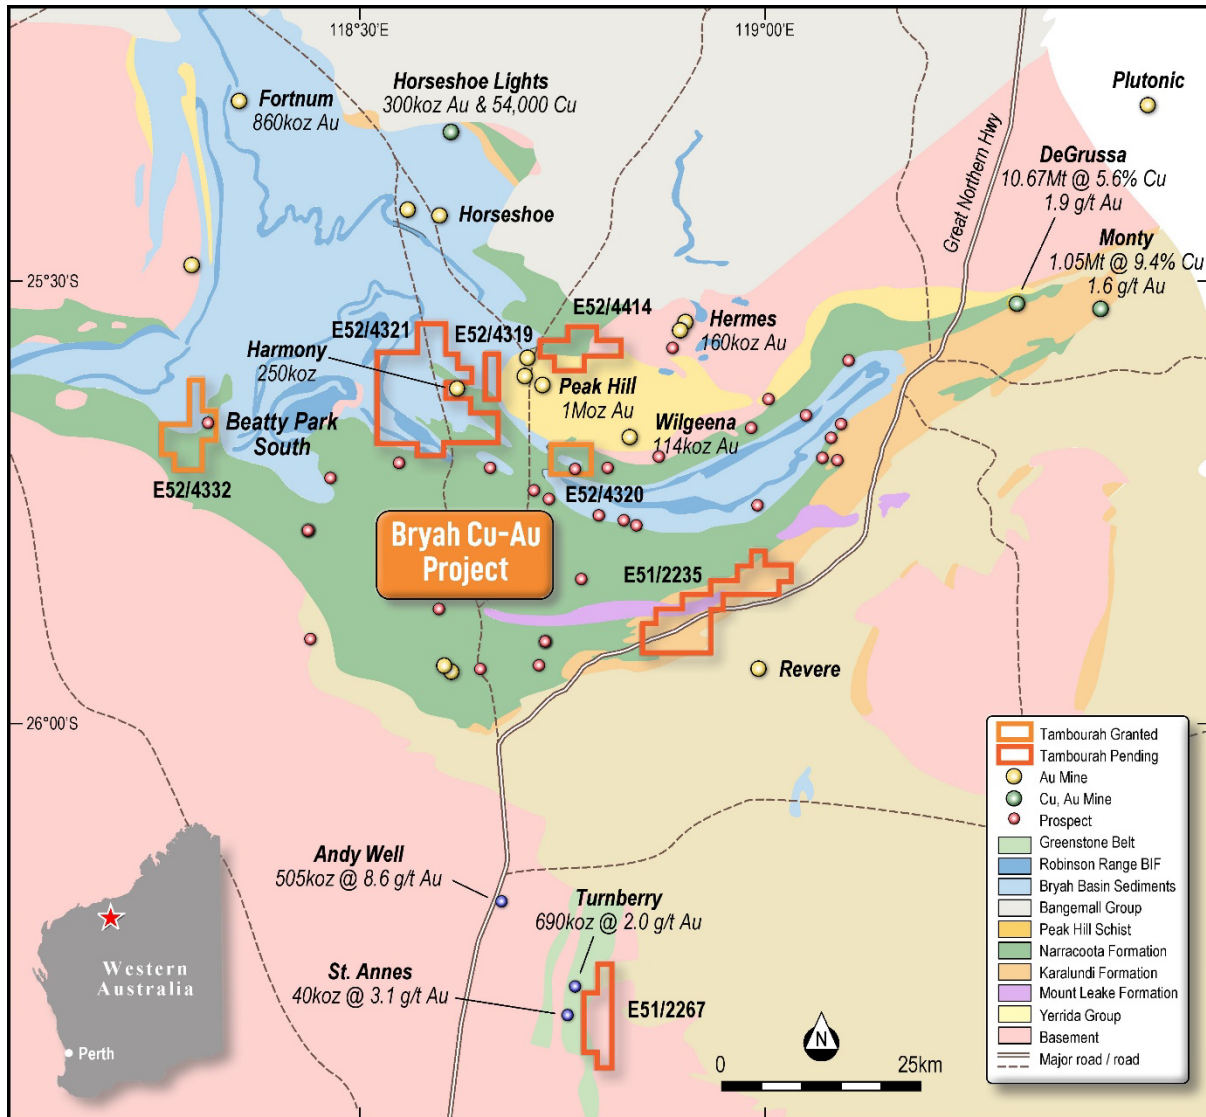 118°30'E
119°00'E
Fortnum
860koz Au
Horseshoe Lights
300koz Au & 54,000 Cu
Plutonic
Great Northern Hwy
DeGrussa
10.67Mt @ 5.6% Cu
1.9 g/t Au
Horseshoe
Monty
1.05Mt @ 9.4% Cu
1.6 g/t Au
25°30'S
E52/4414
E52/4321
E52/4319
Hermes
160koz Au
Harmony
250koz
Peak Hill
1Moz Au
Beatty Park
South
Wilgeena
114koz Au
E52/4332
E52/4320
Bryah Cu-Au
Project
E51/2235
Revere
26°00'S
Tambourah Granted
Tambourah Pending
Au Mine
Cu, Au Mine
Prospect
Greenstone Belt
Robinson Range BIF
Bryah Basin Sediments
Bangemall Group
Peak Hill Schist
Narracoota Formation
Karalundi Formation
Mount Leake Formation
Yerrida Group
Basement
Major road / road
Andy Well
505koz @ 8.6 g/t Au
Turnberry
690koz @ 2.0 g/t Au
St. Annes
40koz @ 3.1 g/t Au
E51/2267
Western
Australia
Perth
N
0
25km